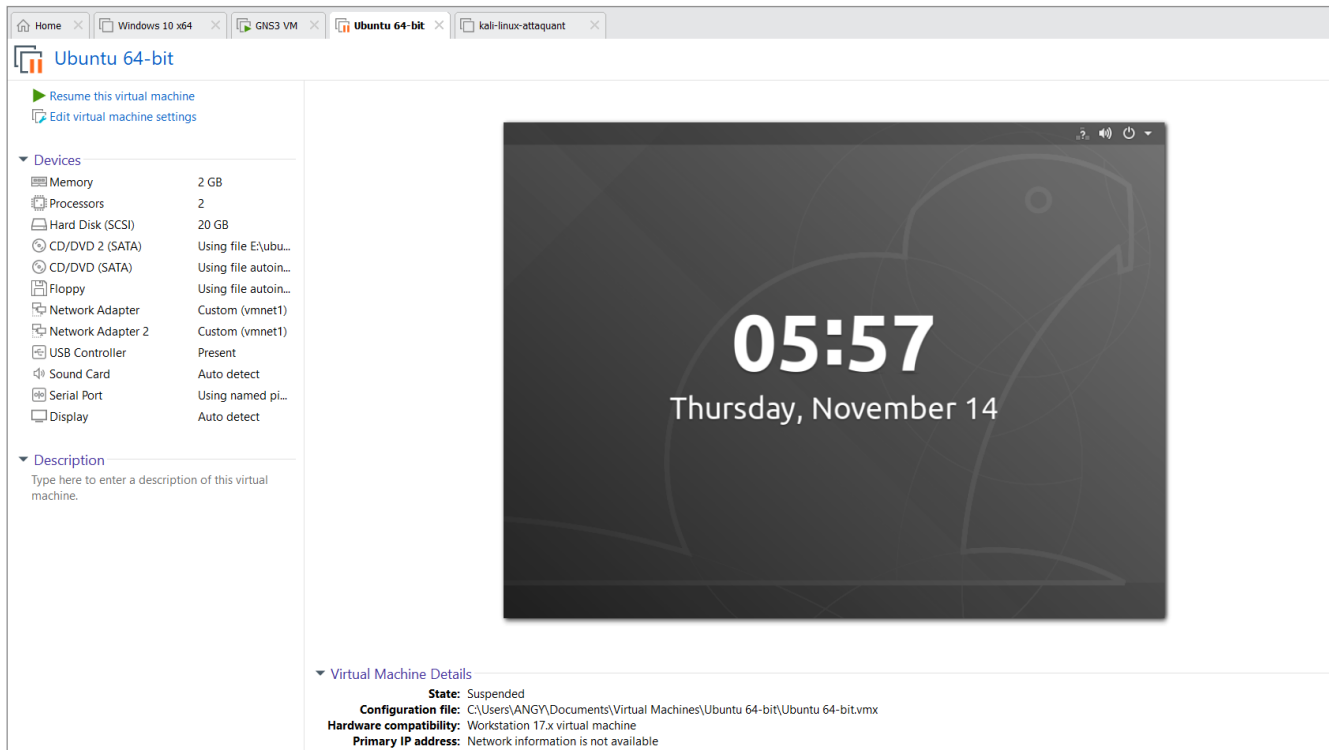 Home Windows 10 x64 GNS3 VM Ubuntu 64-bit kali-linux-attaquant
Ubuntu 64-bit
Resume this virtual machine
Edit virtual machine settings
Devices
Memory 2 GB
Processors 2
Hard Disk (SCSI) 20 GB
CD/DVD 2 (SATA) Using file E:\ubu...
CD/DVD (SATA) Using file autoin...
Floppy Using file autoin...
Network Adapter Custom (vmnet1)
Network Adapter 2 Custom (vmnet1)
USB Controller Present
Sound Card Auto detect
Serial Port Using named pi...
Display Auto detect
Description
Type here to enter a description of this virtual
machine.
05:57
Thursday, November 14
Virtual Machine Details
State: Suspended
Configuration file: C:\Users\ANGY\Documents\Virtual Machines\Ubuntu 64-bit\Ubuntu 64-bit.vmx
Hardware compatibility: Workstation 17.x virtual machine
Primary IP address: Network information is not available